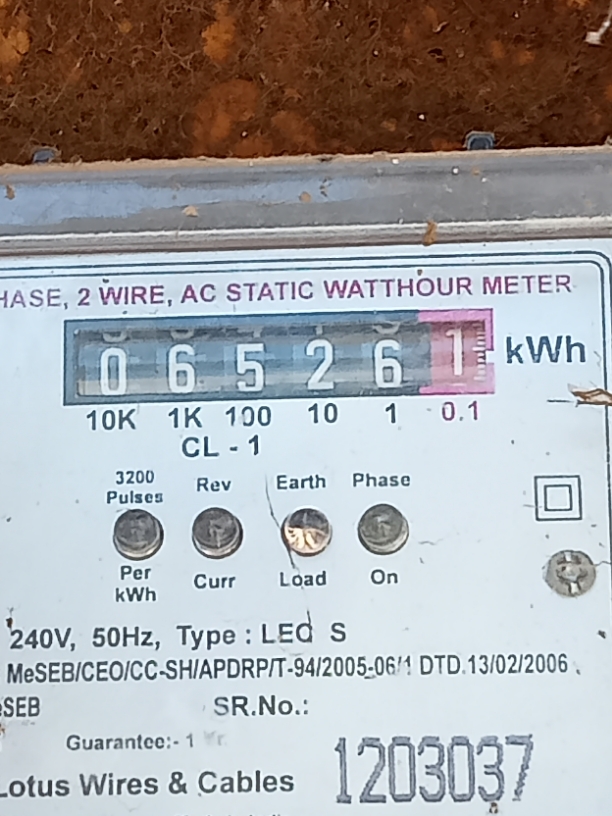 HASE, 2 WIRE, AC STATIC WATTHOUR METER
0 6 5 2 6 1 kWh
10K 1K 100 10 1 0.1
CL - 1
3200 Pulses Rev Earth Phase
Per kWh Curr Load On
240V, 50Hz, Type : LEC S
MeSEB/CEO/CC-SH/APDRP/T-94/2005-06/1 DTD.13/02/2006
SEB SR.No.:
Guarantee:- 1 Yr.
Lotus Wires & Cables 1203037